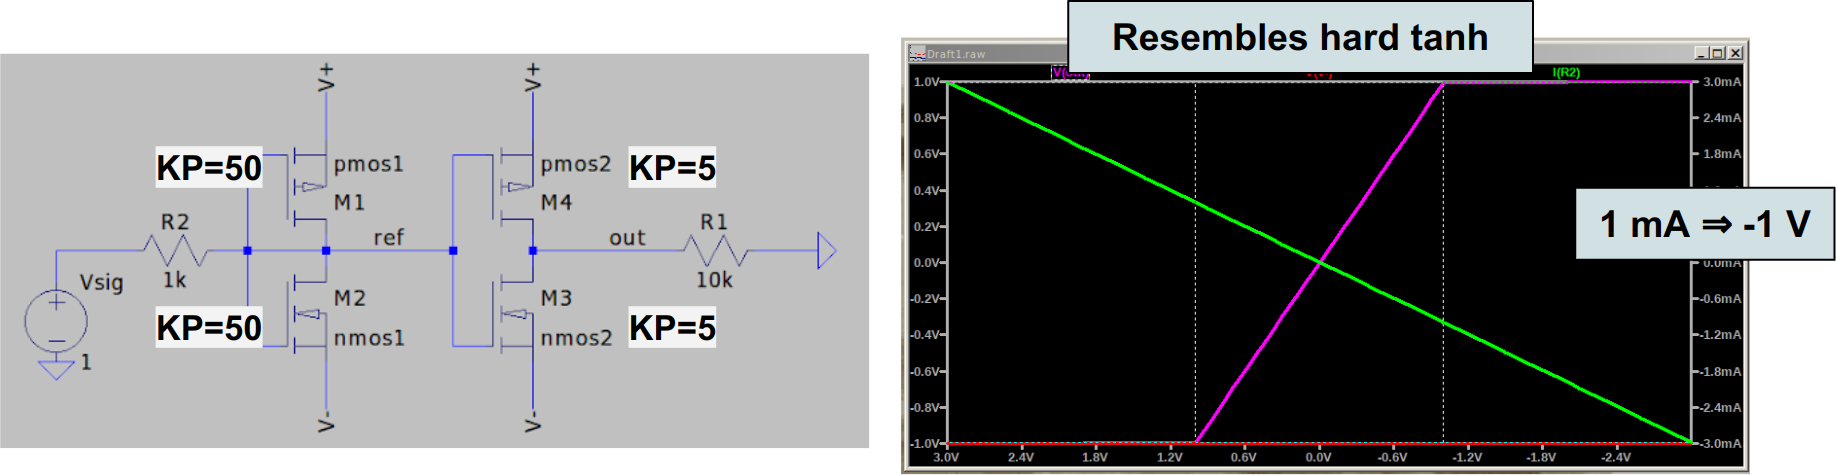 V+
V+
KP=50
pmos1
M1
pmos2
M4
KP=5
R2
1k
ref
out
R1
10k
Vsig
1
KP=50
M2
nmos1
M3
nmos2
KP=5
V-
V-
Resembles hard tanh
Draft1.raw
I(R2)
1.0V
0.8V
0.6V
0.4V
0.2V
0.0V
-0.2V
-0.4V
-0.6V
-0.8V
-1.0V
3.0mA
2.4mA
1.8mA
1 mA ⇒ -1 V
0.0mA
-0.6mA
-1.2mA
-1.8mA
-2.4mA
-3.0mA
3.0V 2.4V 1.8V 1.2V 0.6V 0.0V -0.6V -1.2V -1.8V -2.4V